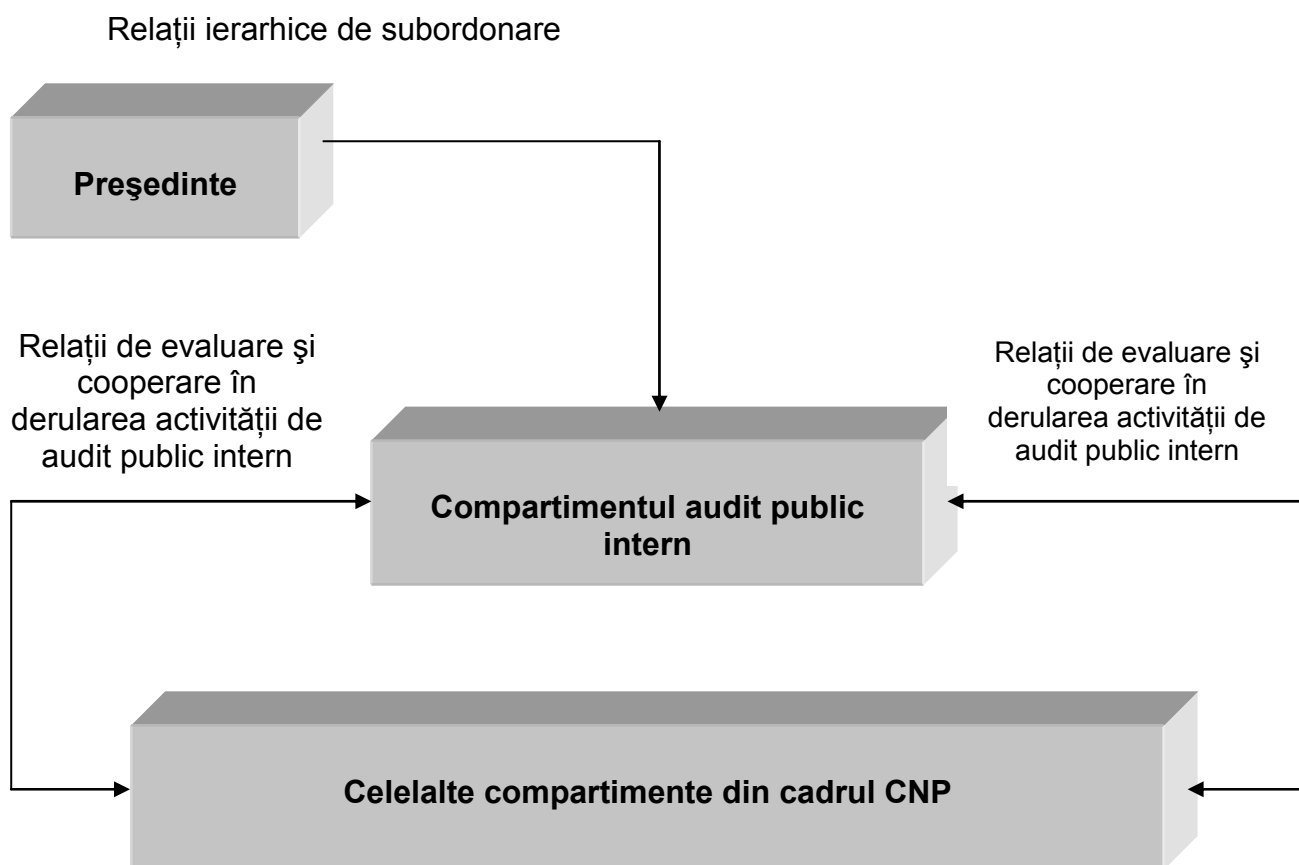 Relații ierarhice de subordonare
Preşedinte
Relații de evaluare şi
cooperare în
derularea activității de
audit public intern
Relații de evaluare şi
cooperare în
derularea activității de
audit public intern
Compartimentul audit public
intern
Celelalte compartimente din cadrul CNP